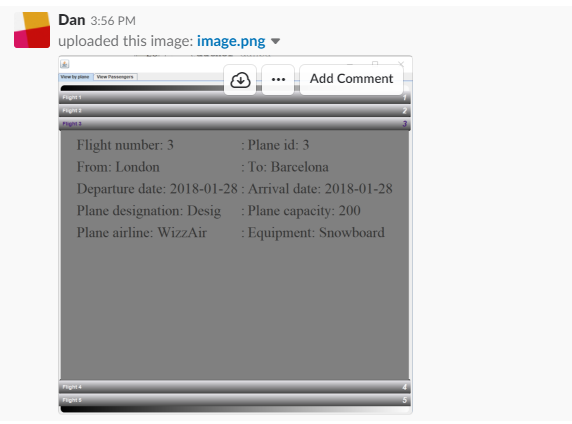 Dan 3:56 PM
uploaded this image: image.png
View by plane View Passengers
Add Comment
Flight 1 1
Flight 2 2
Flight 3 3
Flight number: 3 : Plane id: 3
From: London : To: Barcelona
Departure date: 2018-01-28 : Arrival date: 2018-01-28
Plane designation: Desig : Plane capacity: 200
Plane airline: WizzAir : Equipment: Snowboard
Flight 4 4
Flight 5 5